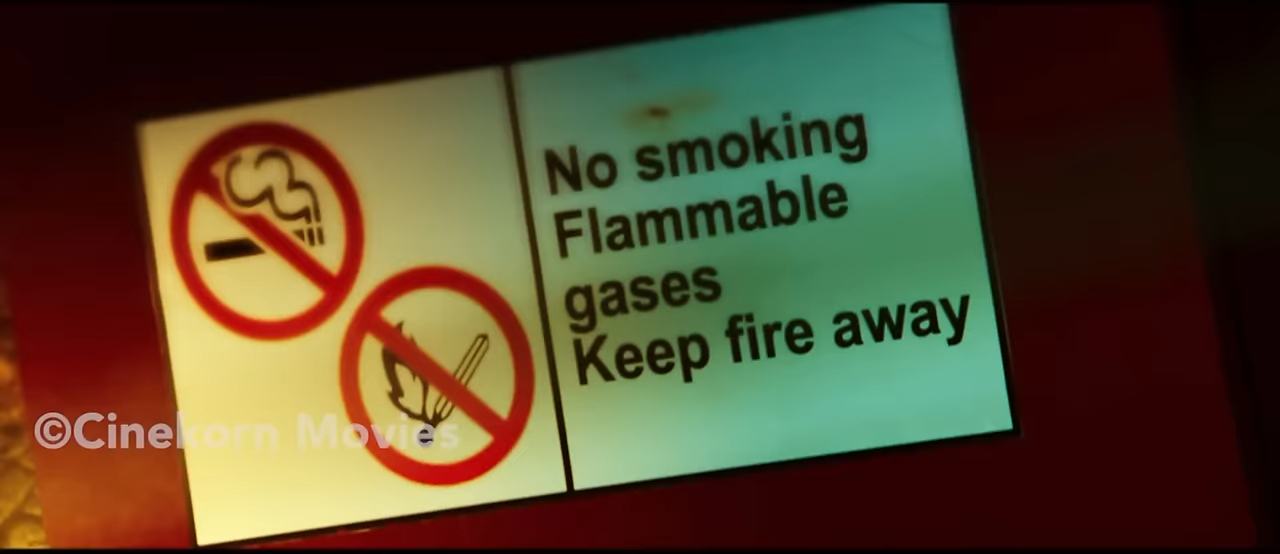 No smoking
Flammable
gases
Keep fire away
©Cinekorn Movies